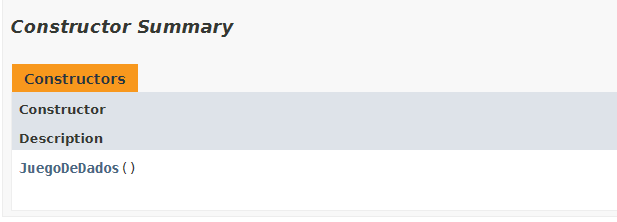 Constructor Summary
Constructors
Constructor
Description
JuegoDeDados()